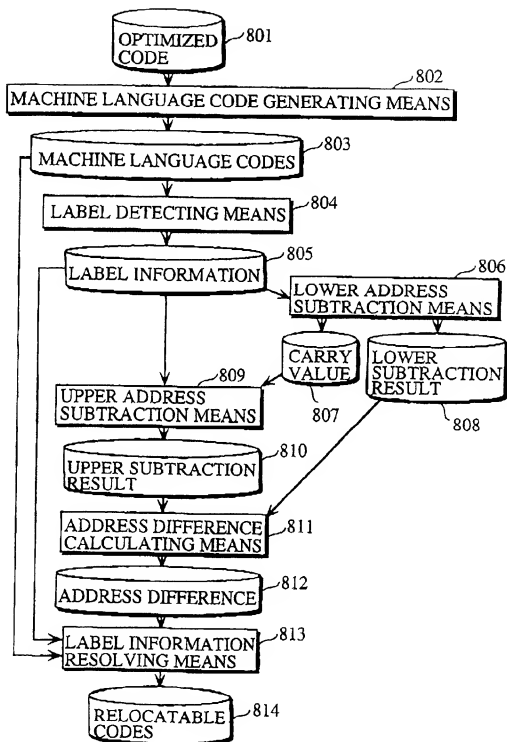 OPTIMIZED
CODE
801
802
MACHINE LANGUAGE CODE GENERATING MEANS
803
MACHINE LANGUAGE CODES
804
LABEL DETECTING MEANS
805
LABEL INFORMATION
806
LOWER ADDRESS
SUBTRACTION MEANS
CARRY
VALUE
807
LOWER
SUBTRACTION
RESULT
808
809
UPPER ADDRESS
SUBTRACTION MEANS
810
UPPER SUBTRACTION
RESULT
ADDRESS DIFFERENCE
CALCULATING MEANS
811
812
ADDRESS DIFFERENCE
813
LABEL INFORMATION
RESOLVING MEANS
RELOCATABLE
CODES
814